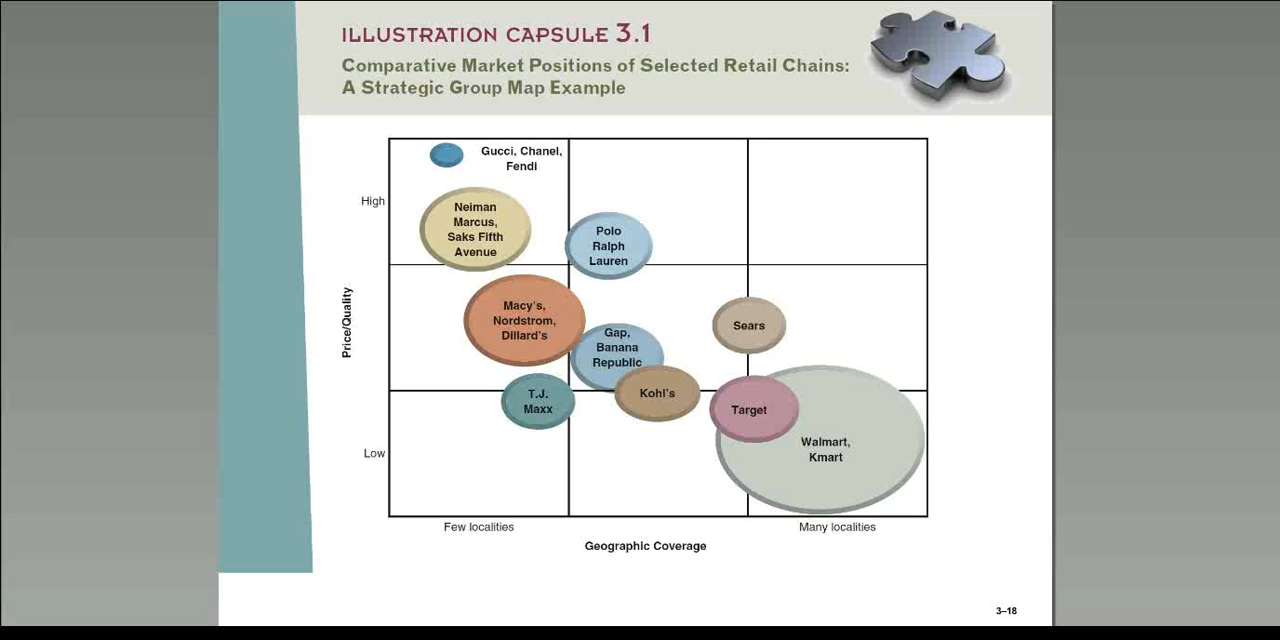 ILLUSTRATION CAPSULE 3.1
Comparative Market Positions of Selected Retail Chains:
A Strategic Group Map Example
Gucci, Chanel,
Fendi
High
Neiman
Marcus,
Saks Fifth
Avenue
Polo
Ralph
Lauren
Price/Quality
Macy's,
Nordstrom,
Dillard's
Gap,
Banana
Republic
Sears
T.J.
Maxx
Kohl's
Target
Walmart,
Kmart
Low
Few localities
Many localities
Geographic Coverage
3–18